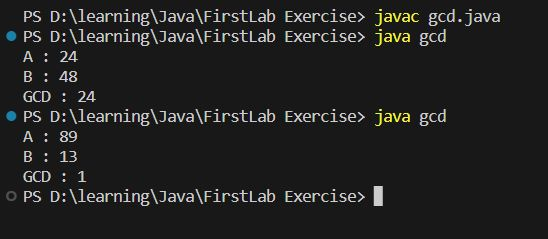 PS D:\learning\Java\FirstLab Exercise> javac gcd.java
PS D:\learning\Java\FirstLab Exercise> java gcd
A : 24
B : 48
GCD : 24
PS D:\learning\Java\FirstLab Exercise> java gcd
A : 89
B : 13
GCD : 1
PS D:\learning\Java\FirstLab Exercise>